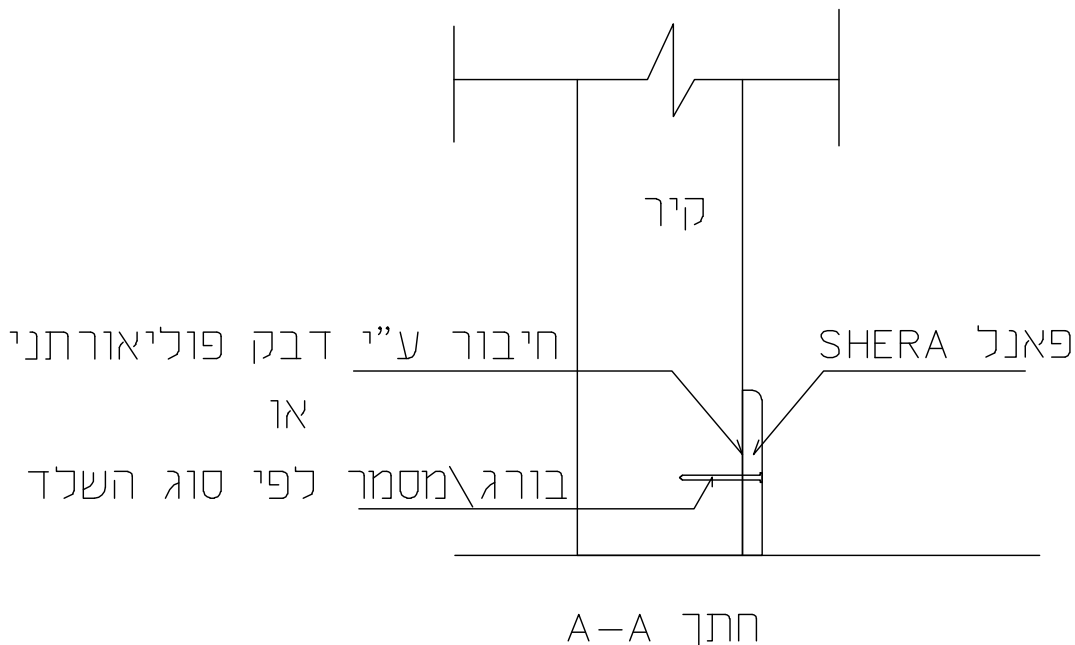 קיר
חיבור ע"י דבק פוליאורתני
או
בורג\מסמר לפי סוג השלד
פאנל SHERA
חתך A-A